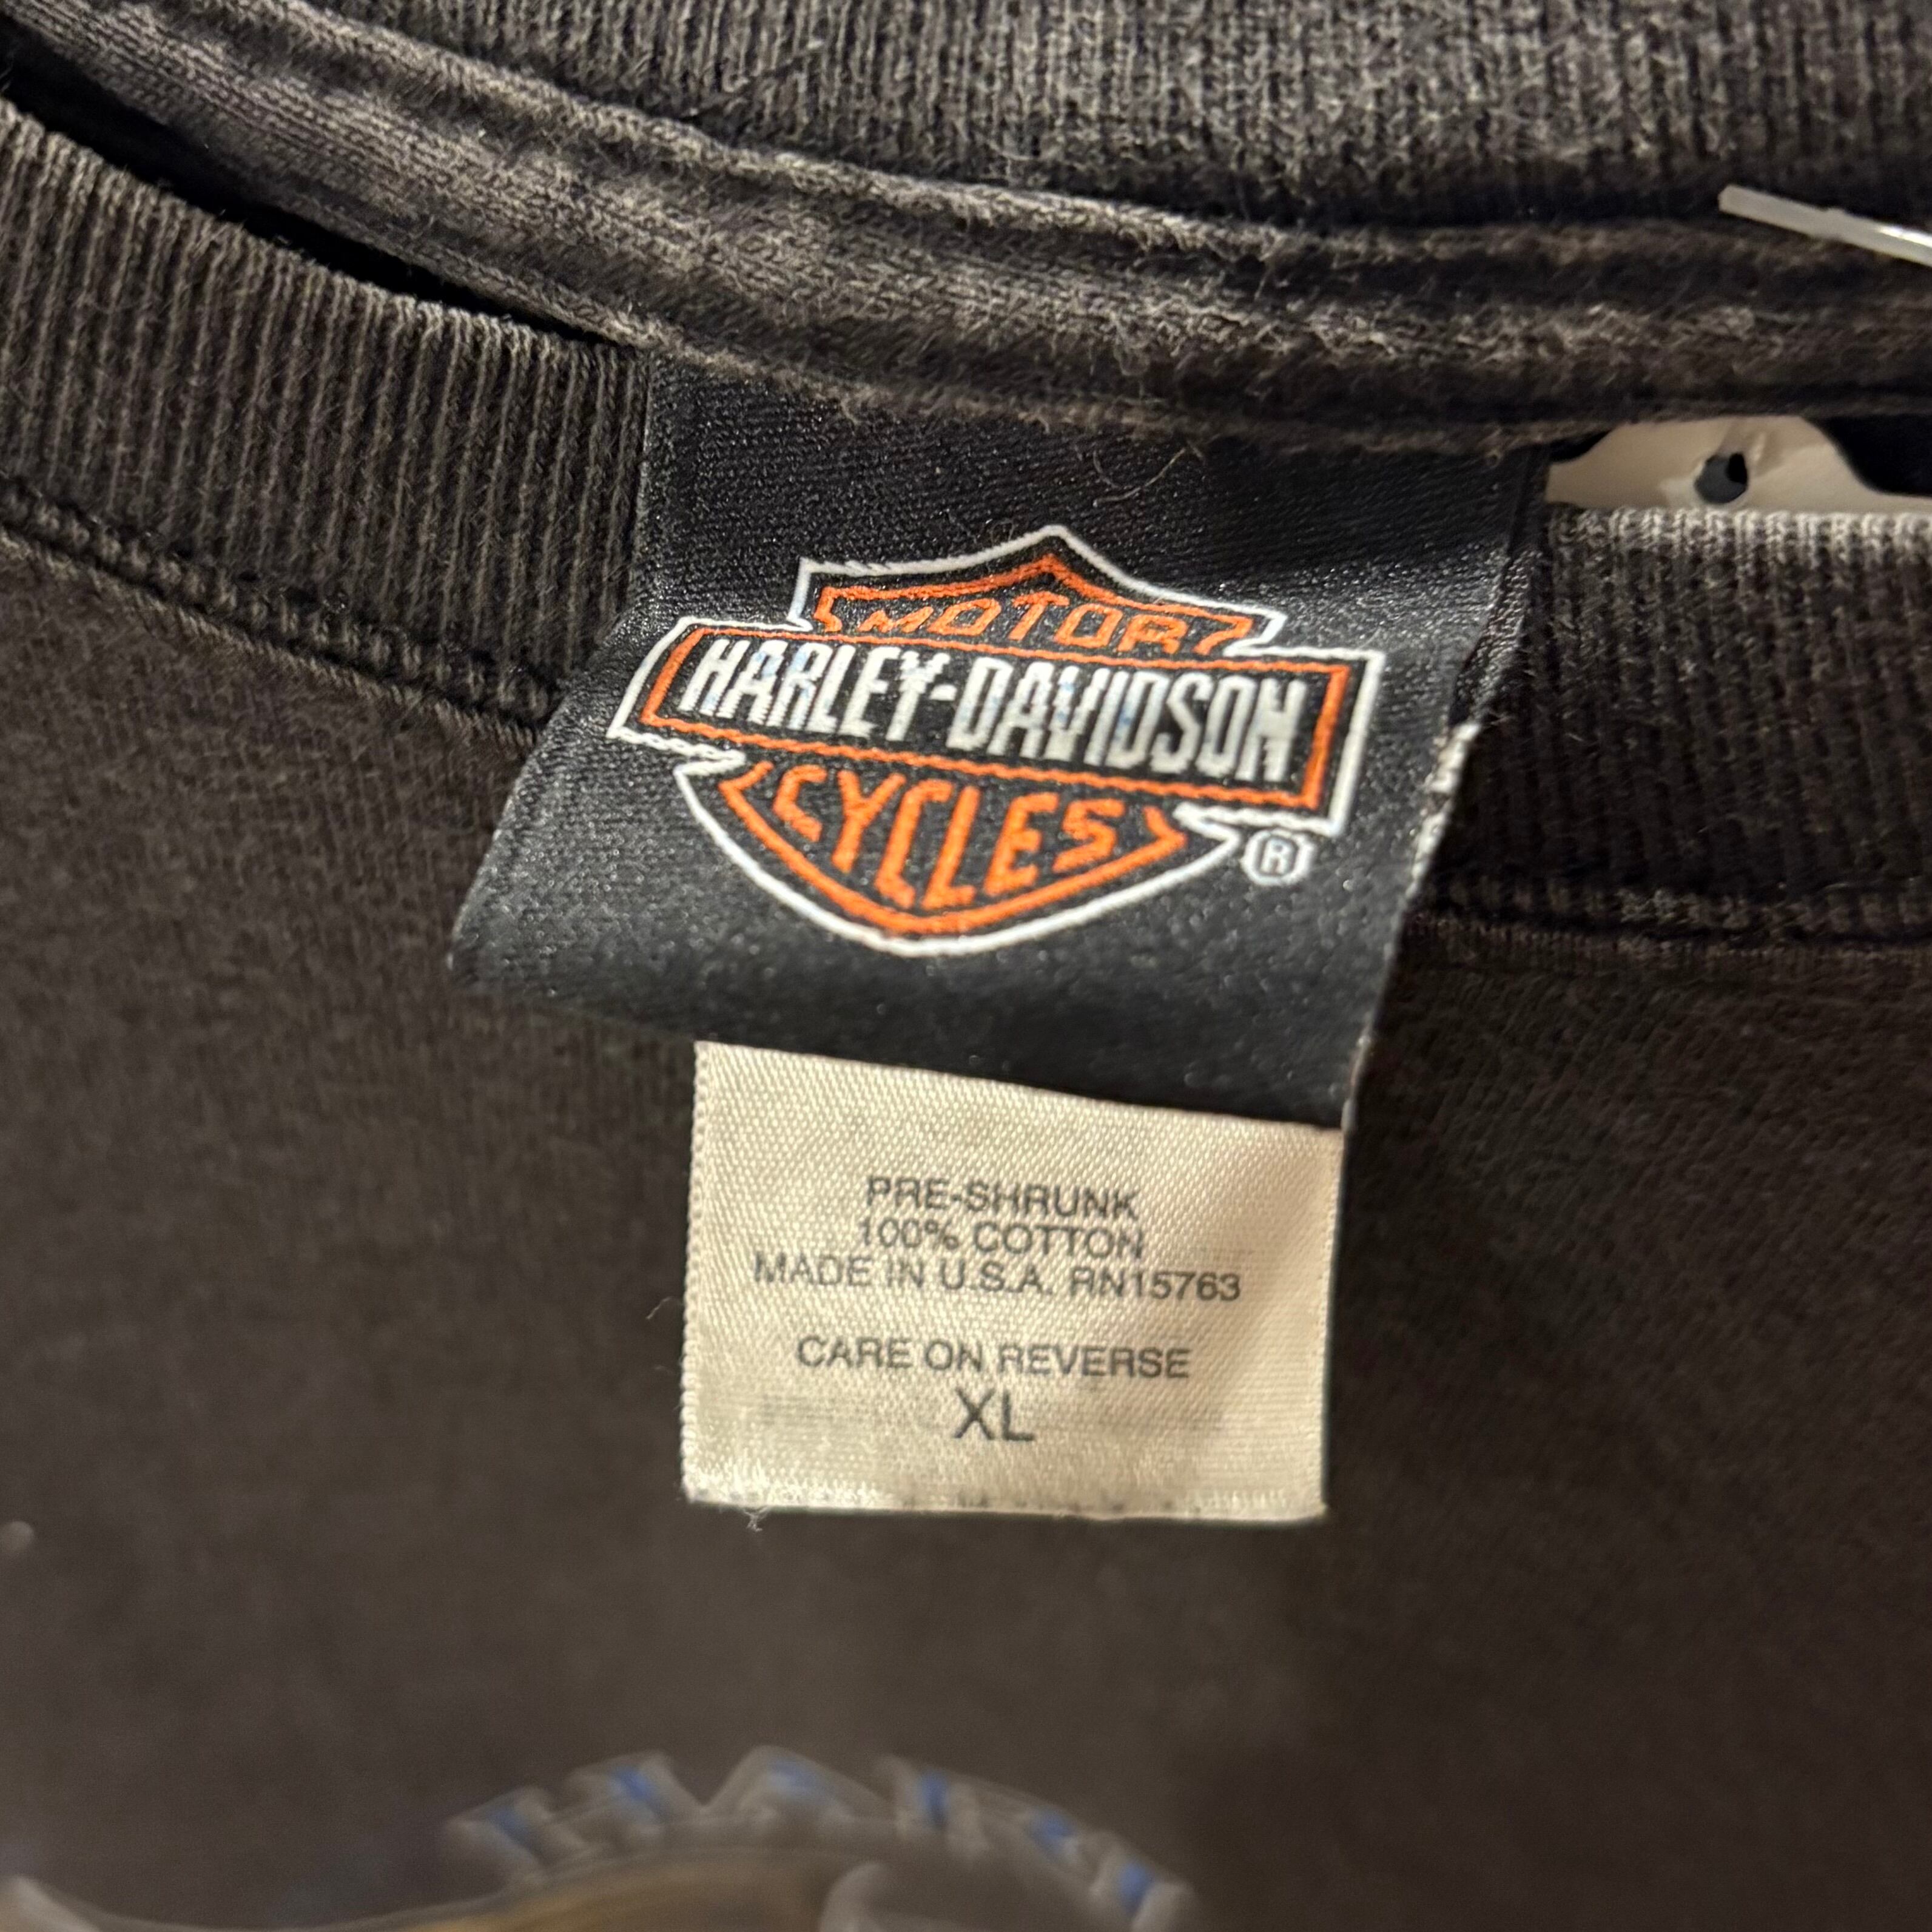 MOTOR
HARLEY-DAVIDSON
CYCLES
®
PRE-SHRUNK
100% COTTON
MADE IN U.S.A. RN15763
CARE ON REVERSE
XL